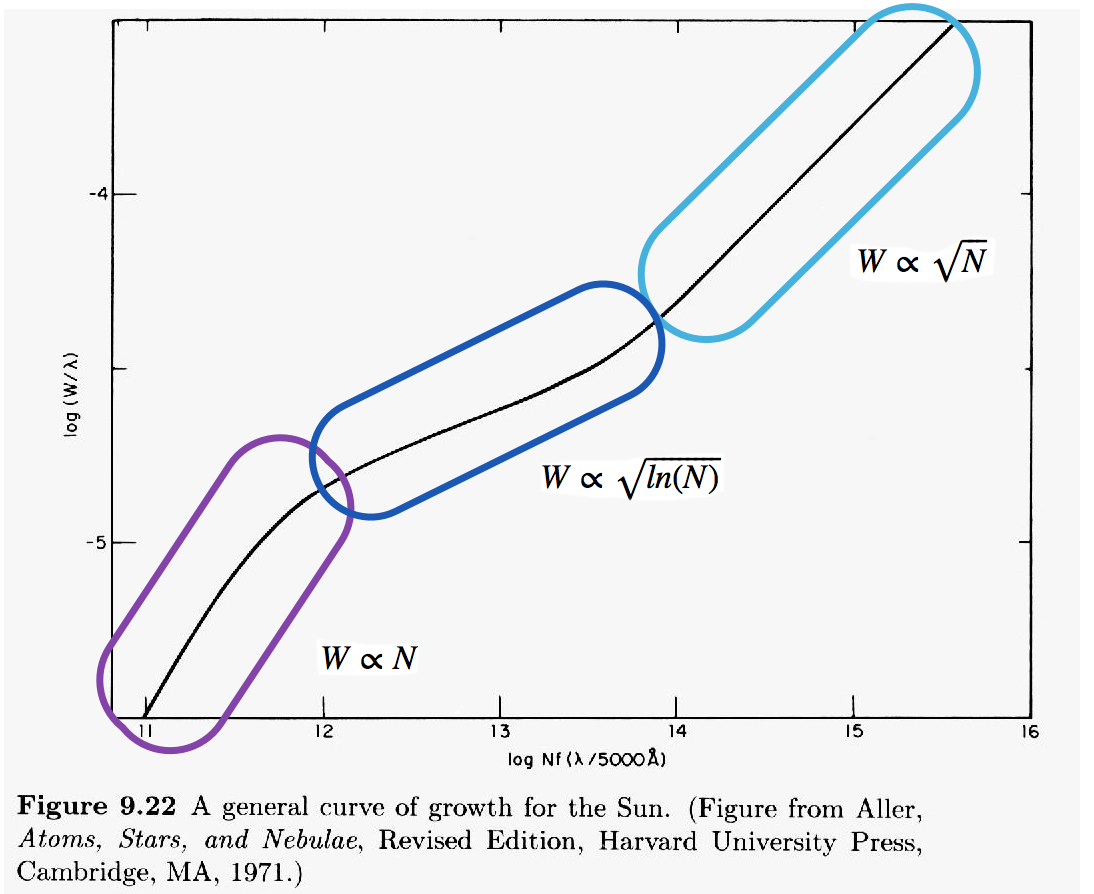 -4
W ∝ √N
log (W/λ)
W ∝ √ln(N)
-5
W ∝ N
11 12 13 14 15 16
log Nf (λ/5000Å)
Figure 9.22 A general curve of growth for the Sun. (Figure from Aller,
Atoms, Stars, and Nebulae, Revised Edition, Harvard University Press,
Cambridge, MA, 1971.)